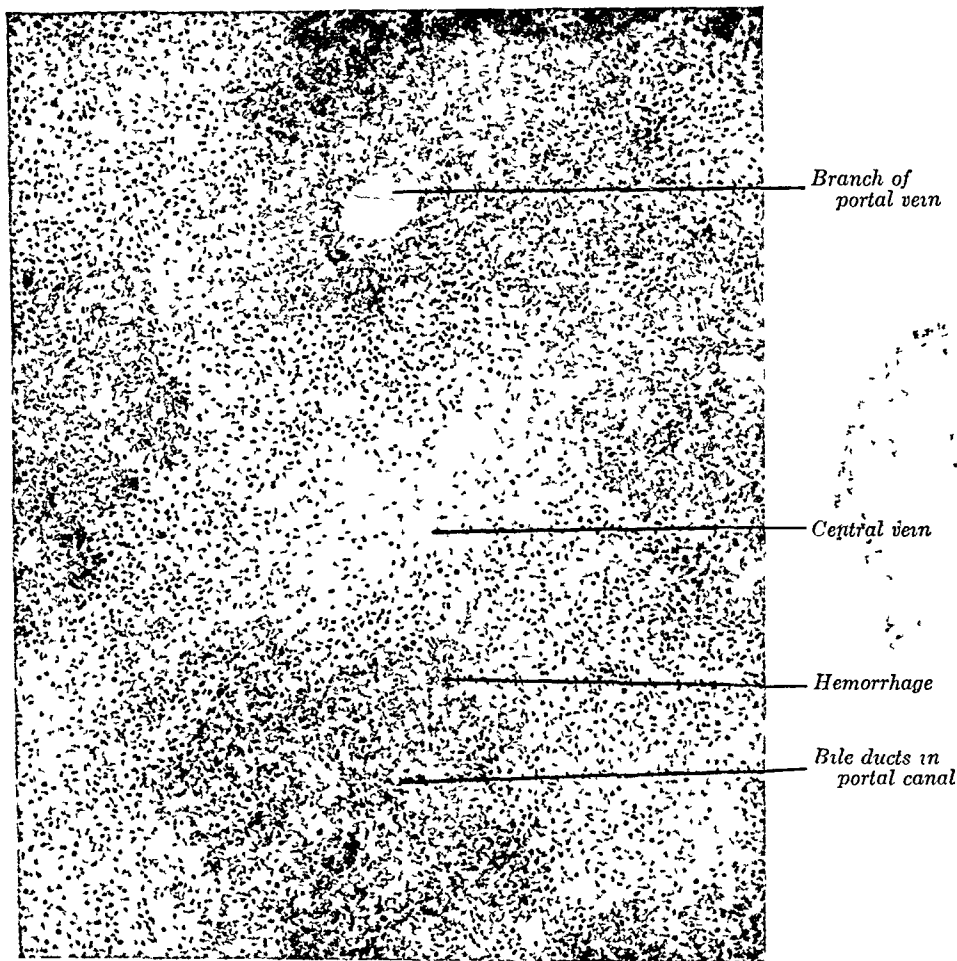 Branch of
portal vein
Central vein
Hemorrhage
Bile ducts in
portal canal